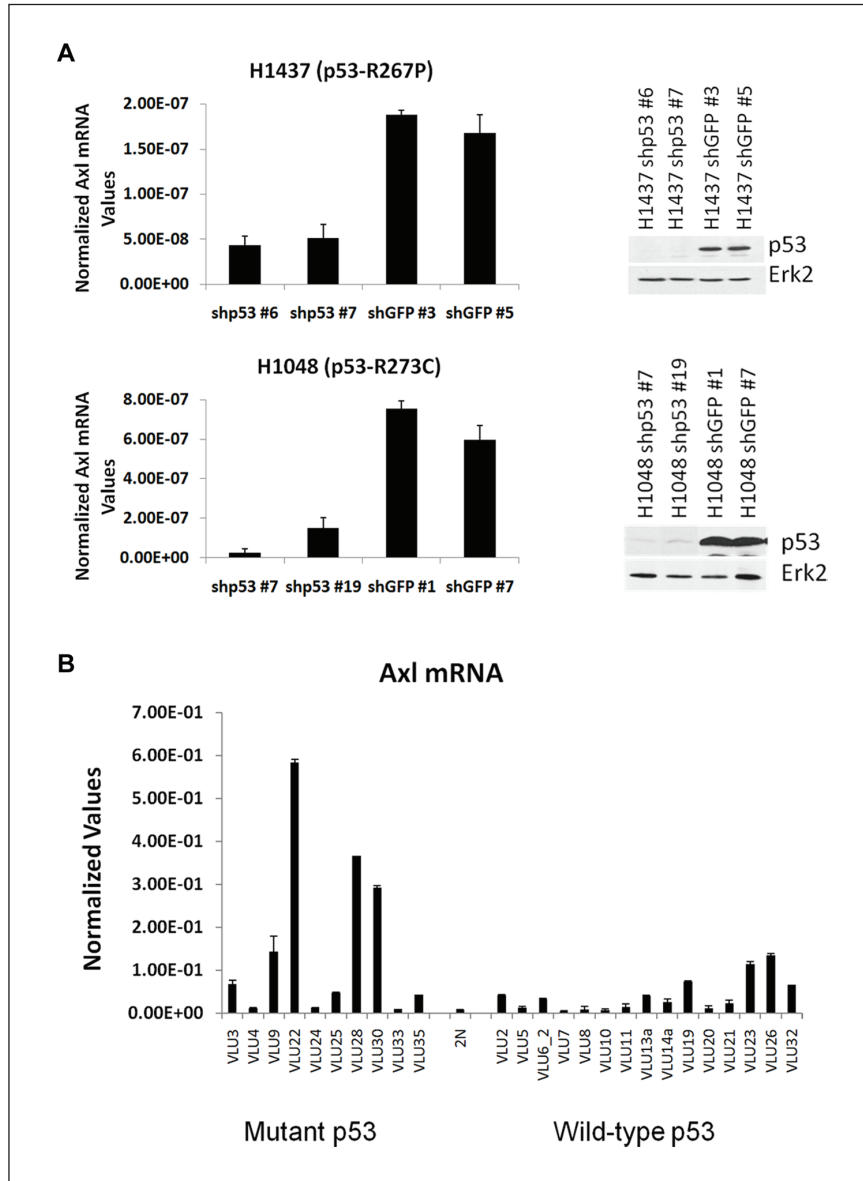 A
H1437 (p53-R267P)
Normalized Axl mRNA
Values
2.00E-07
1.50E-07
1.00E-07
5.00E-08
0.00E+00
shp53 #6 shp53 #7 shGFP #3 shGFP #5
H1437 shp53 #6
H1437 shp53 #7
H1437 shGFP #3
H1437 shGFP #5
p53
Erk2
H1048 (p53-R273C)
Normalized Axl mRNA
Values
8.00E-07
6.00E-07
4.00E-07
2.00E-07
0.00E+00
shp53 #7 shp53 #19 shGFP #1 shGFP #7
H1048 shp53 #7
H1048 shp53 #19
H1048 shGFP #1
H1048 shGFP #7
p53
Erk2
B
Axl mRNA
Normalized Values
7.00E-01
6.00E-01
5.00E-01
4.00E-01
3.00E-01
2.00E-01
1.00E-01
0.00E+00
VLU3
VLU4
VLU9
VLU22
VLU24
VLU25
VLU28
VLU30
VLU33
VLU35
2N
VLU2
VLU5
VLU6_2
VLU7
VLU8
VLU10
VLU11
VLU13a
VLU14a
VLU19
VLU20
VLU21
VLU23
VLU26
VLU32
Mutant p53 Wild-type p53